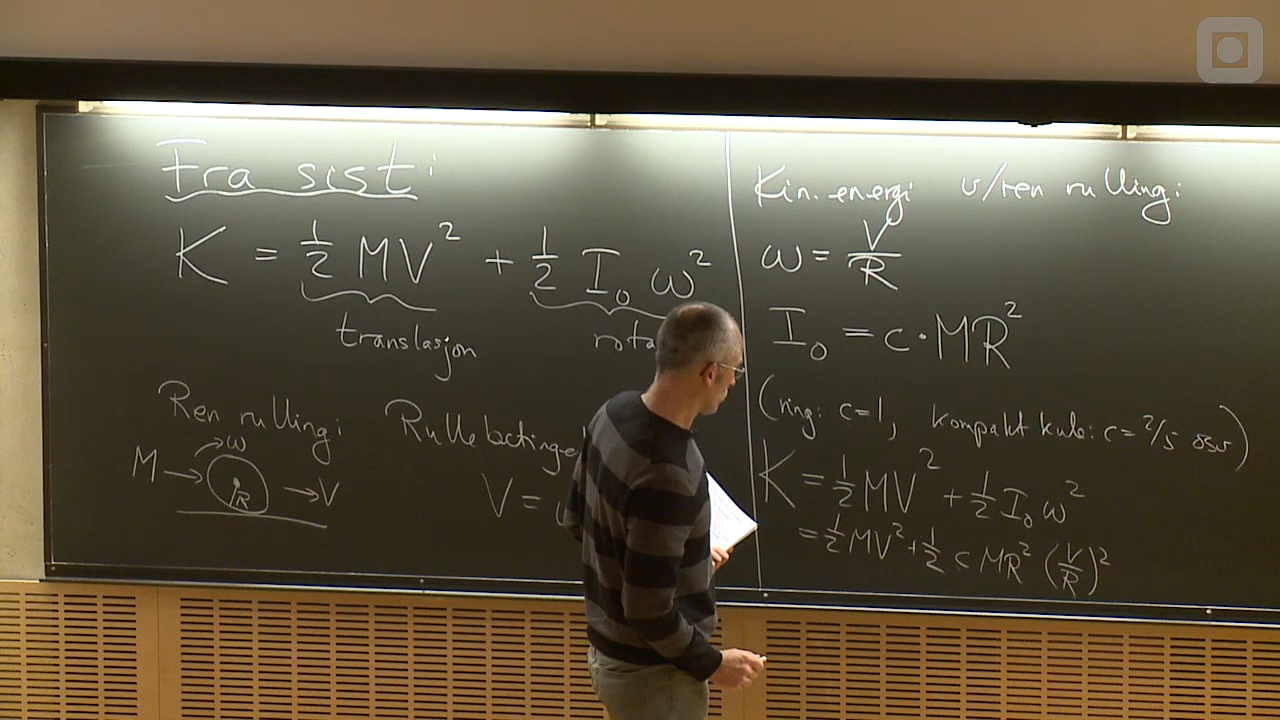 Fra sist:
K = 1/2 MV² + 1/2 I₀ ω²
translasjon
Ren rulling:
M → ω R → V
V =
Kin. energi v/ren rulling:
ω = V/R
I₀ = c · MR²
(ring: c=1, kompakt kule: c = 2/5 osv)
K = 1/2 MV² + 1/2 I₀ ω²
= 1/2 MV² + 1/2 c MR² (V/R)²